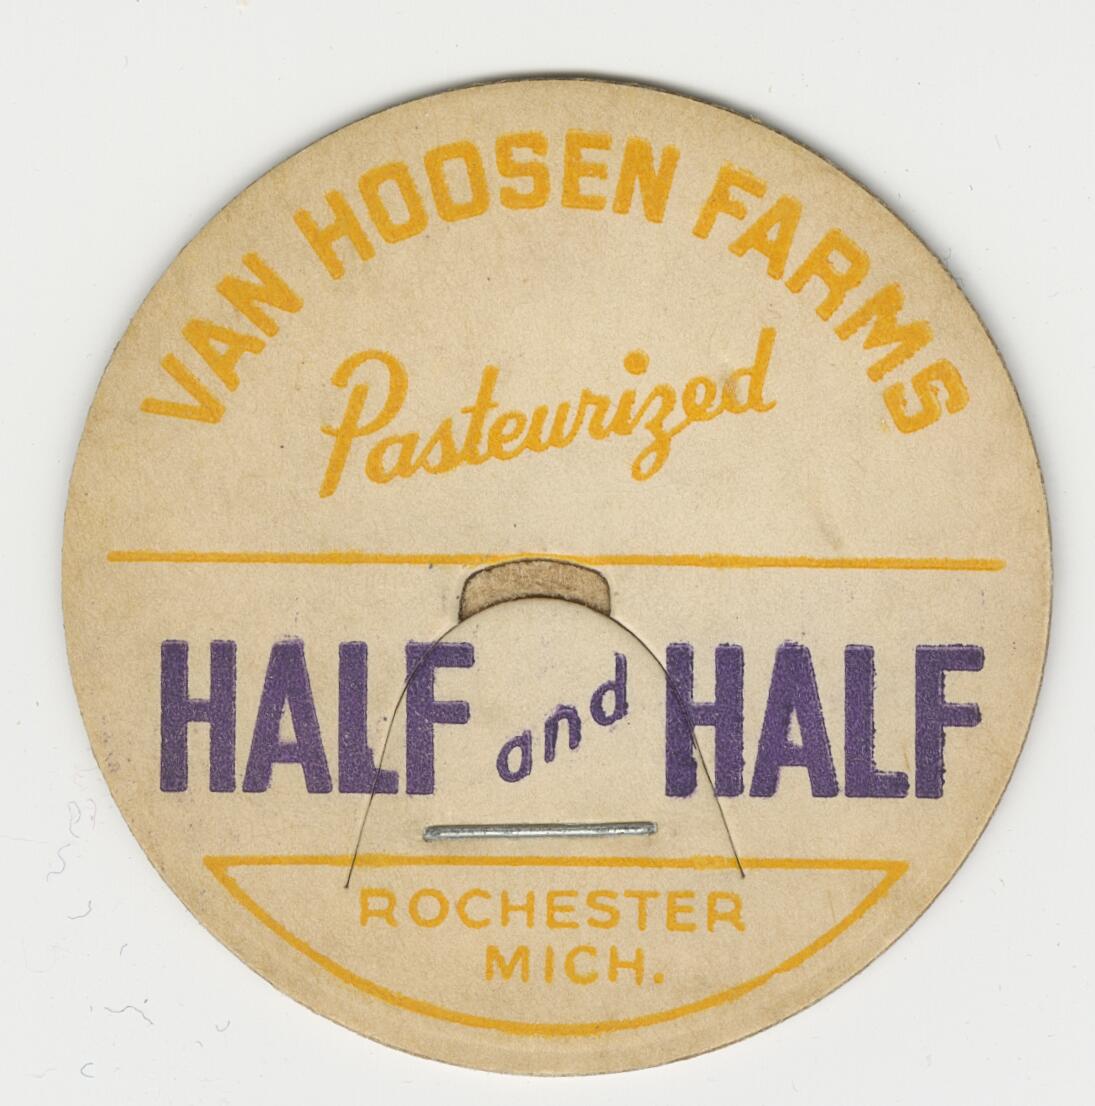 VAN HOOSEN FARMS
Pasteurized
HALF and HALF
ROCHESTER
MICH.